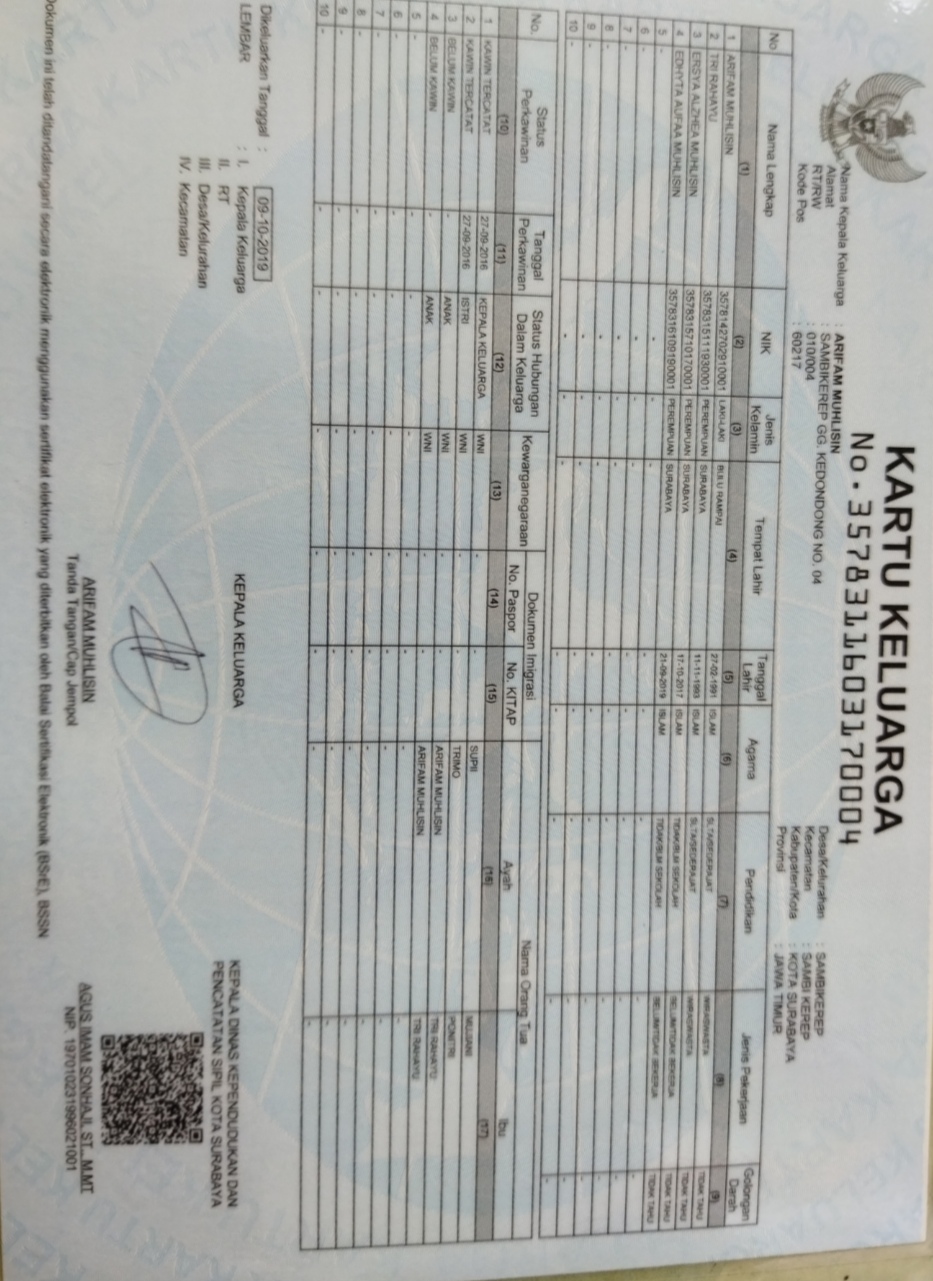 KARTU KELUARGA
No. 3578311603170004
Nama Kepala Keluarga : ARIFAM MUHLISIN
Alamat : SAMBIKEREP GG. KEDONDONG NO. 04
RT/RW : 010/004
Kode Pos : 60217
Desa/Kelurahan : SAMBIKEREP
Kecamatan : SAMBI KEREP
Kabupaten/Kota : KOTA SURABAYA
Provinsi : JAWA TIMUR
No Nama Lengkap NIK Jenis Kelamin Tempat Lahir Tanggal Lahir Agama Pendidikan Jenis Pekerjaan Golongan Darah
(1) (2) (3) (4) (5) (6) (7) (8) (9)
1 ARIFAM MUHLISIN 3578142702910001 LAKI-LAKI BULU RAMPAI 27-02-1991 ISLAM SLTA/SEDERAJAT WIRASWASTA TIDAK TAHU
2 TRI RAHAYU 3578315111930001 PEREMPUAN SURABAYA 11-11-1993 ISLAM SLTA/SEDERAJAT WIRASWASTA TIDAK TAHU
3 ERSYA ALZHEA MUHLISIN 3578315710170001 PEREMPUAN SURABAYA 17-10-2017 ISLAM TIDAK/BLM SEKOLAH BELUM/TIDAK BEKERJA TIDAK TAHU
4 EDHYTA AUFAA MUHLISIN 3578316109190001 PEREMPUAN SURABAYA 21-09-2019 ISLAM TIDAK/BLM SEKOLAH BELUM/TIDAK BEKERJA TIDAK TAHU
5 - - - - - - - - -
6 - - - - - - - - -
7 - - - - - - - - -
8 - - - - - - - - -
9 - - - - - - - - -
10 - - - - - - - - -
No. Status Perkawinan Tanggal Perkawinan Status Hubungan Dalam Keluarga Kewarganegaraan Dokumen Imigrasi Nama Orang Tua
No. Paspor No. KITAP Ayah Ibu
(10) (11) (12) (13) (14) (15) (16) (17)
1 KAWIN TERCATAT 27-09-2016 KEPALA KELUARGA WNI - - SUPII MUJIANI
2 KAWIN TERCATAT 27-09-2016 ISTRI WNI - - TRIMO PONITRI
3 BELUM KAWIN - ANAK WNI - - ARIFAM MUHLISIN TRI RAHAYU
4 BELUM KAWIN - ANAK WNI - - ARIFAM MUHLISIN TRI RAHAYU
5 - - - - - - - -
6 - - - - - - - -
7 - - - - - - - -
8 - - - - - - - -
9 - - - - - - - -
10 - - - - - - - -
Dikeluarkan Tanggal : 09-10-2019
LEMBAR : I. Kepala Keluarga
II. RT
III. Desa/Kelurahan
IV. Kecamatan
KEPALA KELUARGA
ARIFAM MUHLISIN
Tanda Tangan/Cap Jempol
KEPALA DINAS KEPENDUDUKAN DAN
PENCATATAN SIPIL KOTA SURABAYA
AGUS IMAM SONHAJI, ST., M.MT
NIP. 197010231996021001
Dokumen ini telah ditandatangani secara elektronik menggunakan sertifikat elektronik yang diterbitkan oleh Balai Sertifikasi Elektronik (BSrE), BSSN